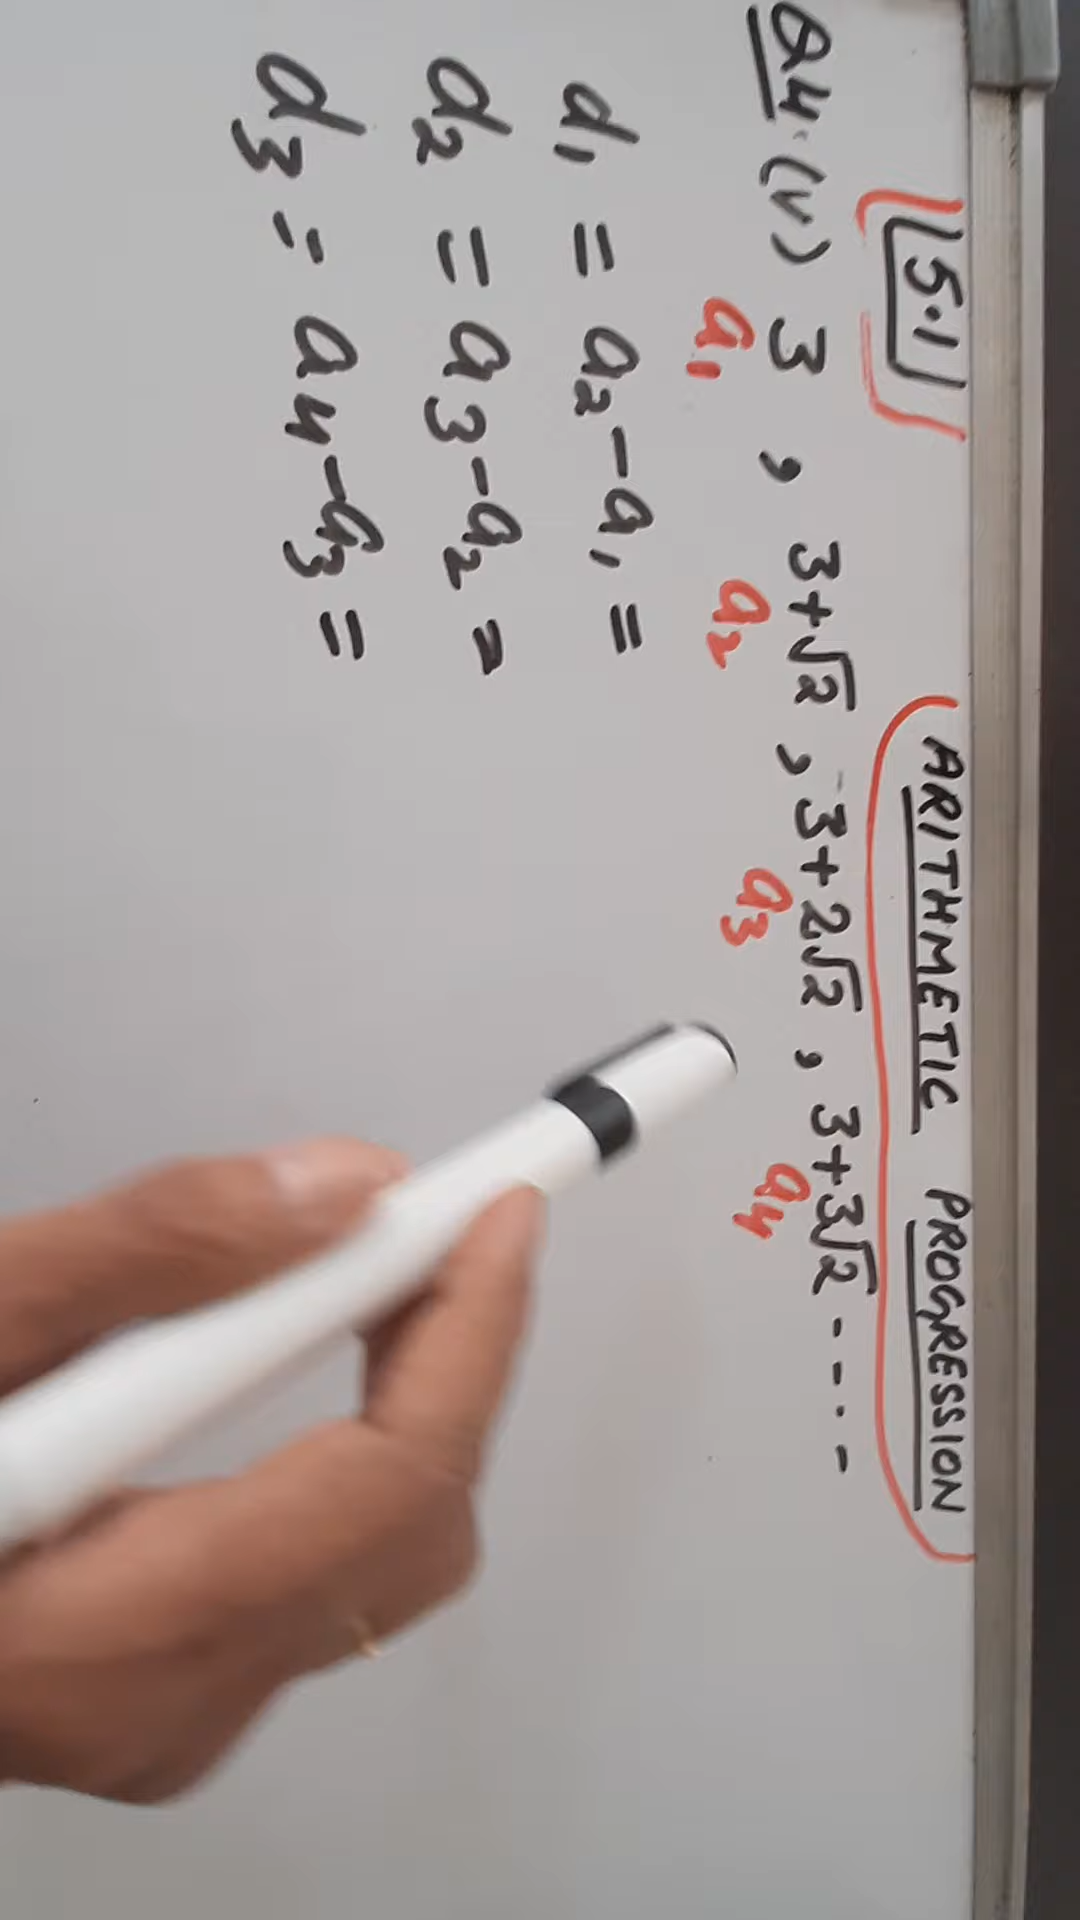 5.1 ARITHMETIC PROGRESSION
Q4. (v) 3 , 3+√2 , 3+2√2 , 3+3√2 - - - -
a1 a2 a3 a4
d1 = a2-a1 =
d2 = a3-a2 =
d3 = a4-a3 =